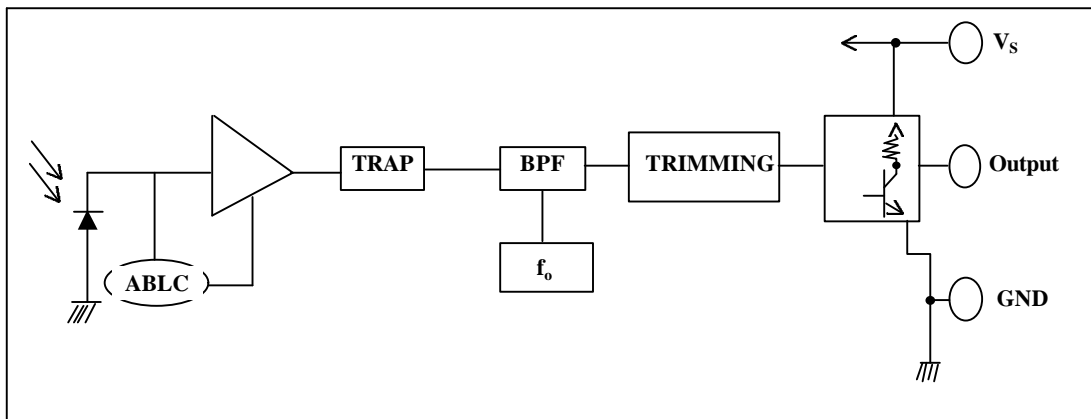 V_S
TRAP
BPF
TRIMMING
Output
ABLC
f_o
GND